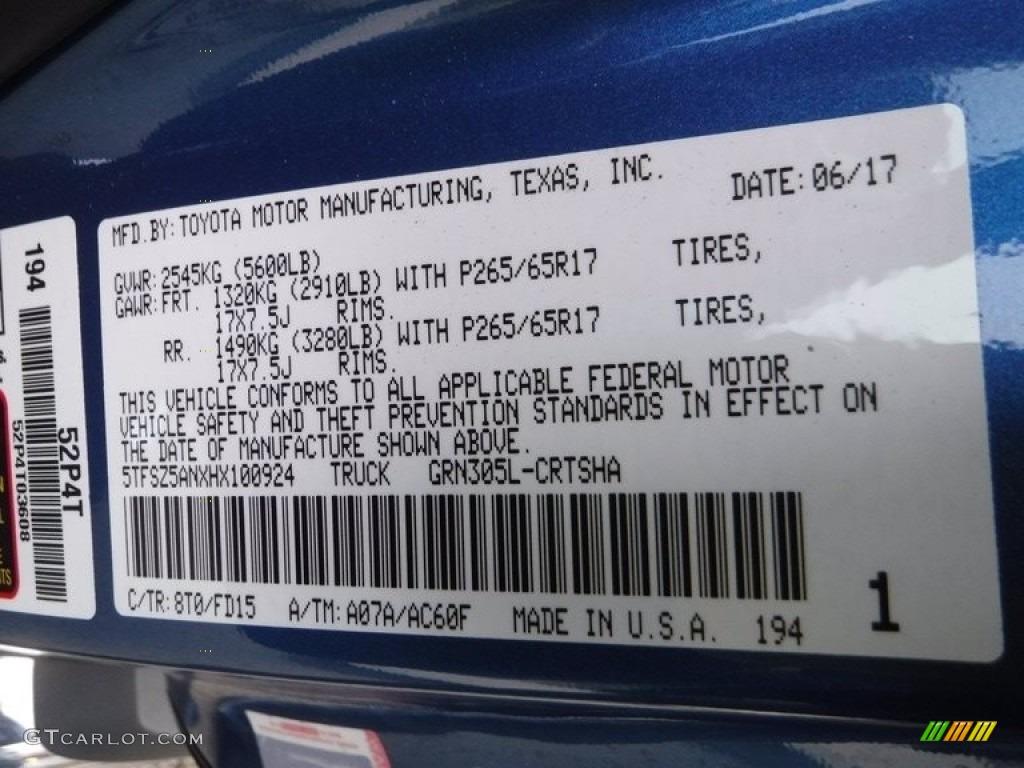 MFD.BY: TOYOTA MOTOR MANUFACTURING, TEXAS, INC. DATE: 06/17
GVWR: 2545KG (5600LB)
GAWR: FRT. 1320KG (2910LB) WITH P265/65R17 TIRES,
17X7.5J RIMS.
RR. 1490KG (3280LB) WITH P265/65R17 TIRES,
17X7.5J RIMS.
THIS VEHICLE CONFORMS TO ALL APPLICABLE FEDERAL MOTOR
VEHICLE SAFETY AND THEFT PREVENTION STANDARDS IN EFFECT ON
THE DATE OF MANUFACTURE SHOWN ABOVE.
5TFSZ5ANXHX100924 TRUCK GRN305L-CRTSHA
C/TR: 8T0/FD15 A/TM: A07A/AC60F MADE IN U.S.A. 194
1
194
52P4T
52P4T03608
GTCARLOT.COM